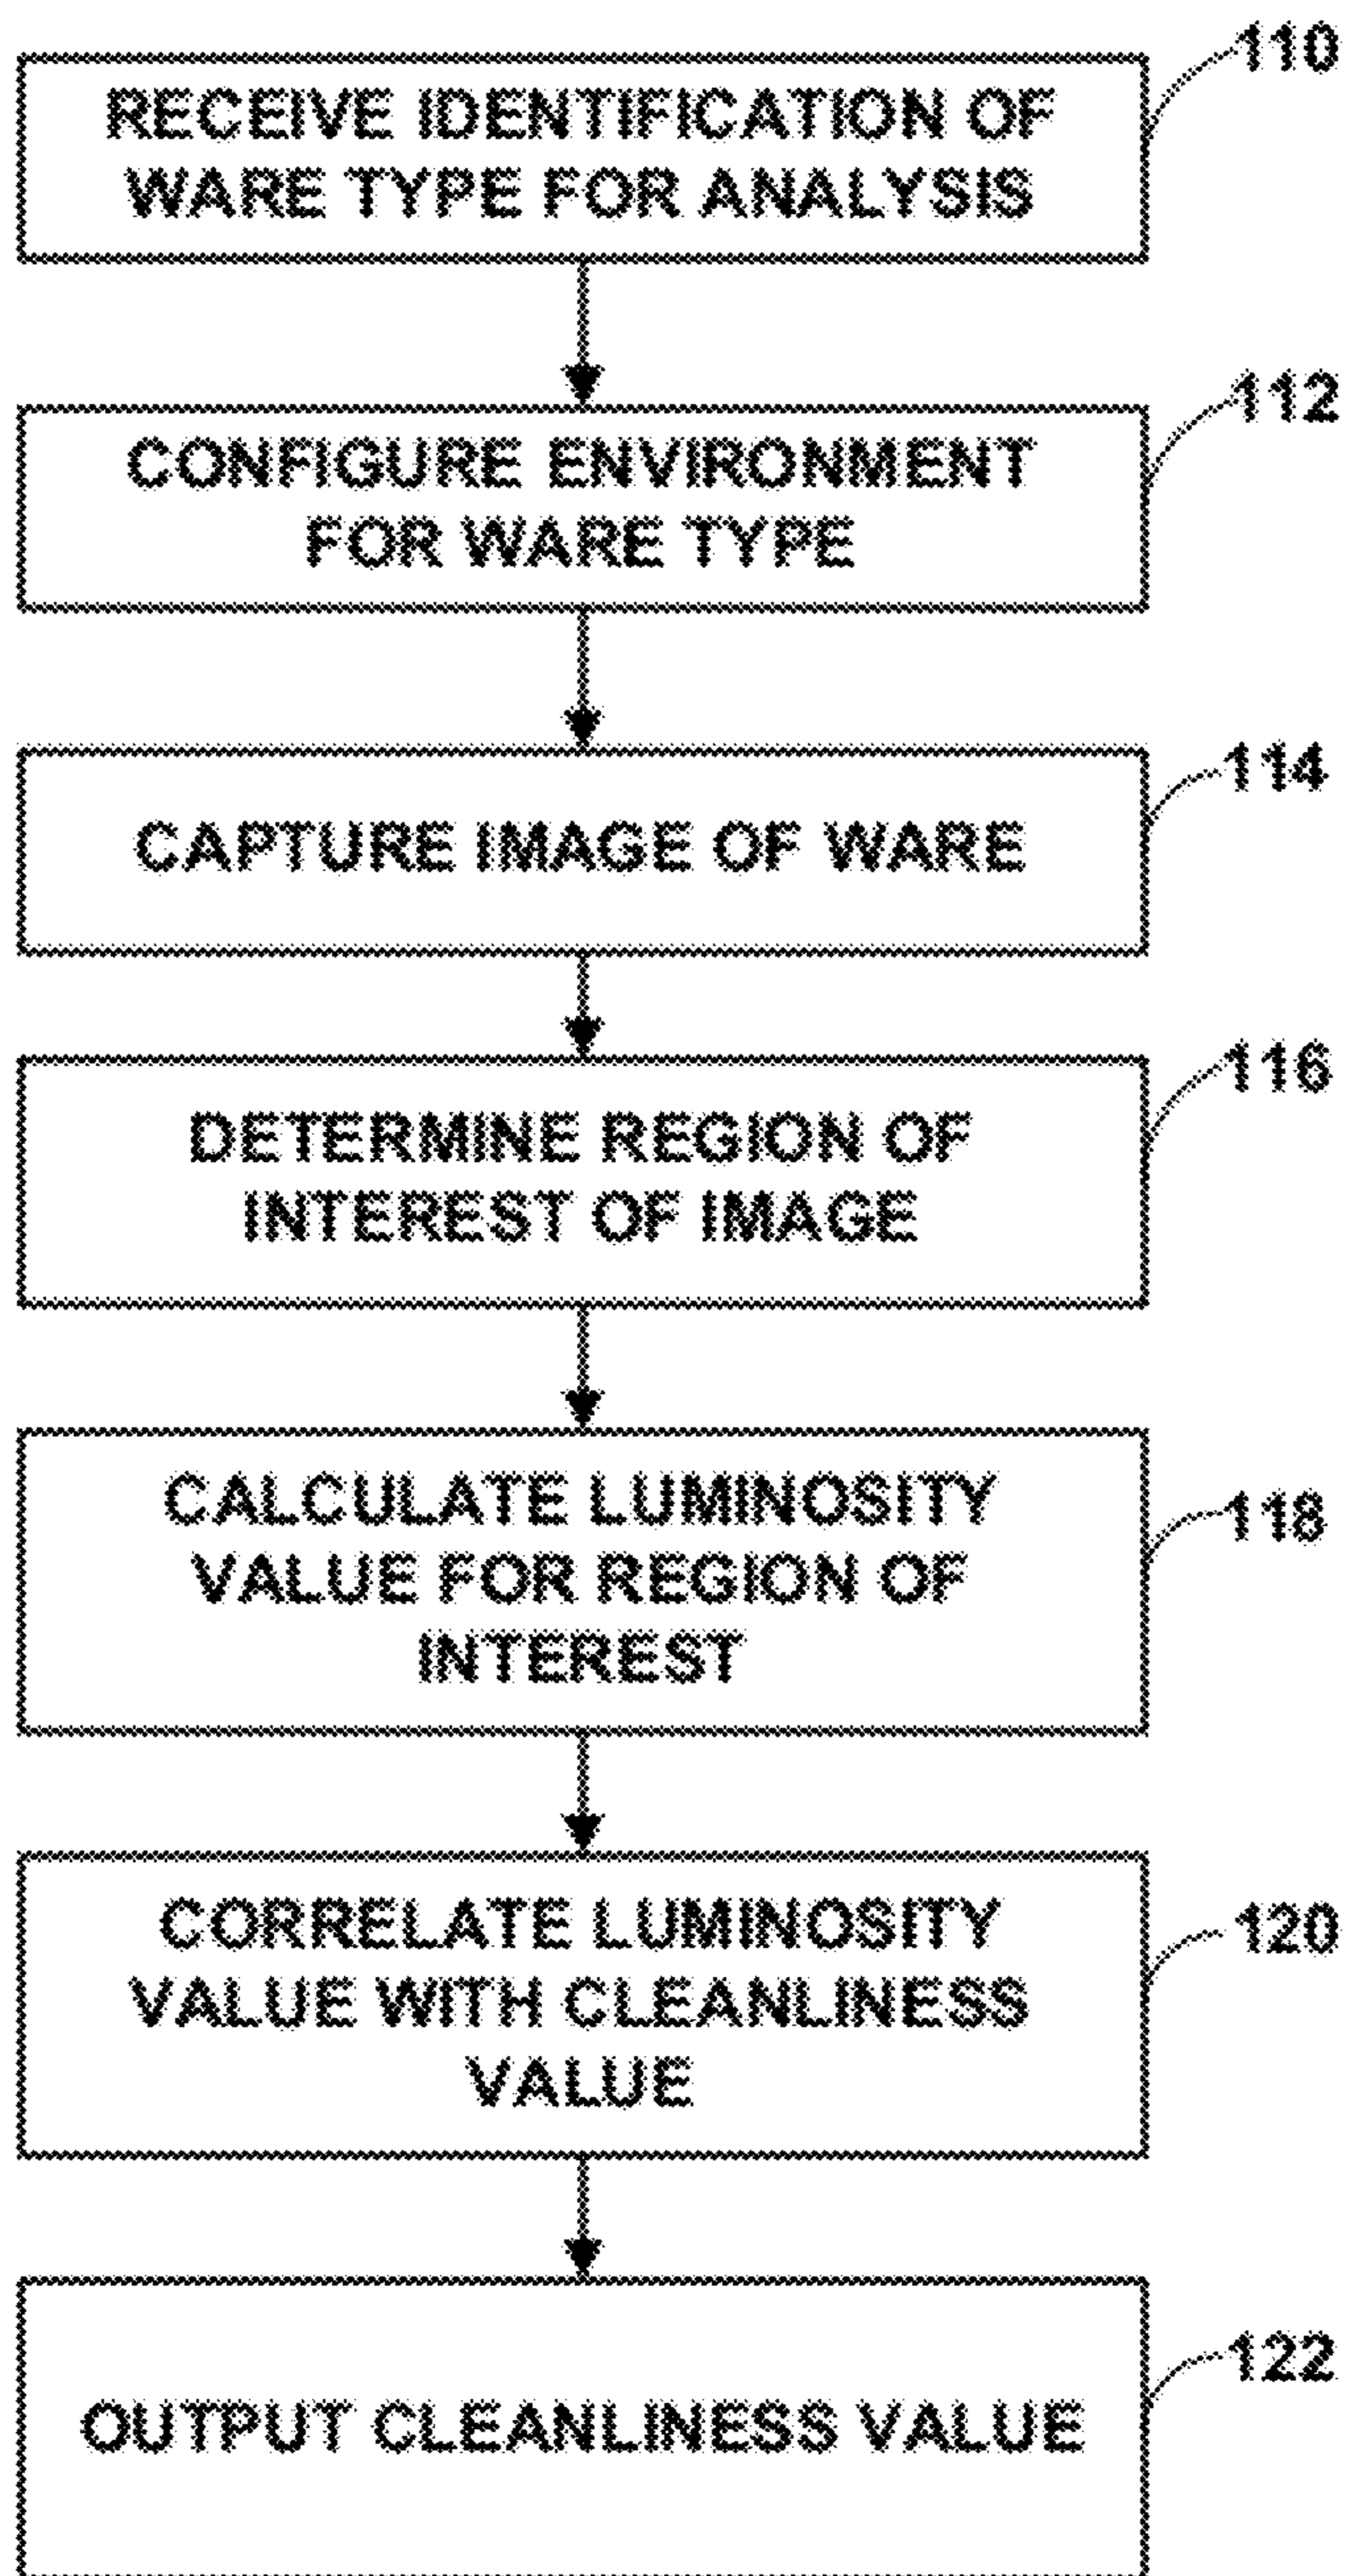 110
RECEIVE IDENTIFICATION OF
WARE TYPE FOR ANALYSIS
112
CONFIGURE ENVIRONMENT
FOR WARE TYPE
114
CAPTURE IMAGE OF WARE
116
DETERMINE REGION OF
INTEREST OF IMAGE
118
CALCULATE LUMINOSITY
VALUE FOR REGION OF
INTEREST
120
CORRELATE LUMINOSITY
VALUE WITH CLEANLINESS
VALUE
122
OUTPUT CLEANLINESS VALUE